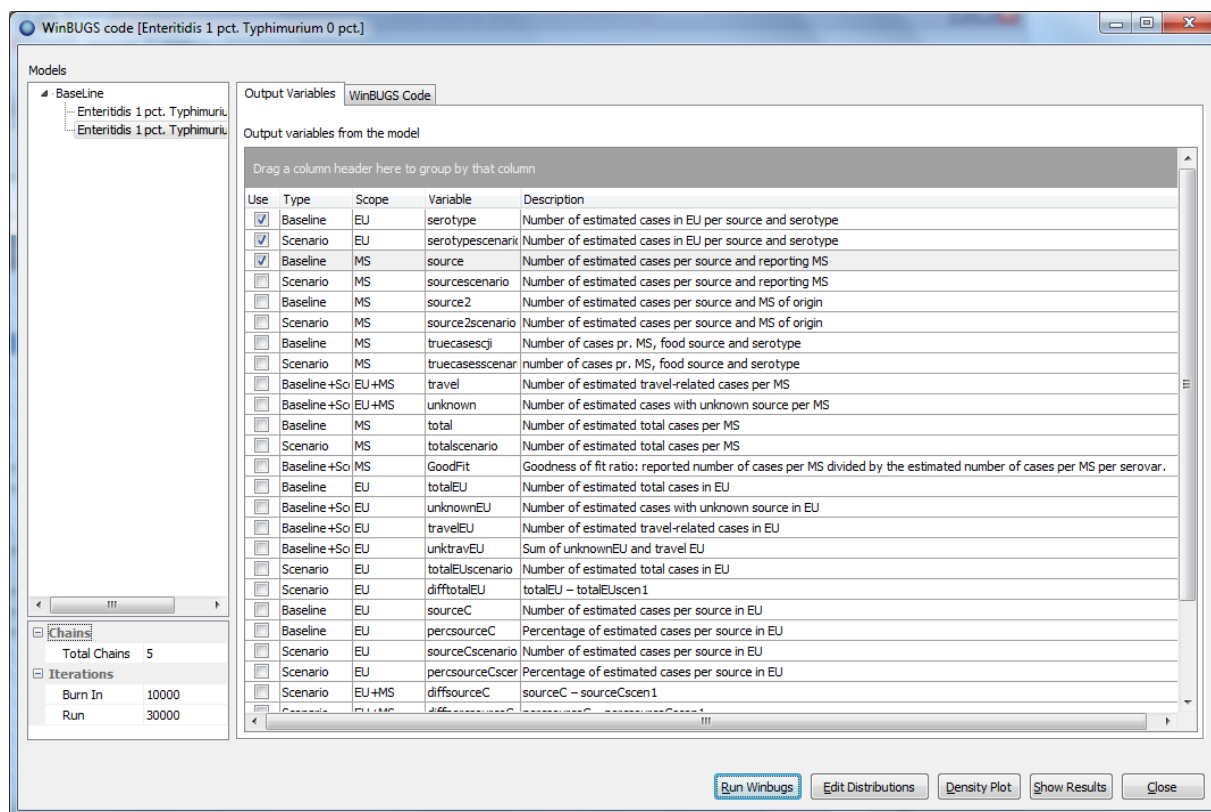 WinBUGS code [Enteritidis 1 pct. Typhimurium 0 pct.]
Models
BaseLine
Enteritidis 1 pct. Typhimuriu
Enteritidis 1 pct. Typhimuriu
Output Variables WinBUGS Code
Output variables from the model
Drag a column header here to group by that column
Use Type Scope Variable Description
Baseline EU serotype Number of estimated cases in EU per source and serotype
Scenario EU serotypescenaric Number of estimated cases in EU per source and serotype
Baseline MS source Number of estimated cases per source and reporting MS
Scenario MS sourcescenario Number of estimated cases per source and reporting MS
Baseline MS source2 Number of estimated cases per source and MS of origin
Scenario MS source2scenario Number of estimated cases per source and MS of origin
Baseline MS truecasescji Number of cases pr. MS, food source and serotype
Scenario MS truecasesscenar number of cases pr. MS, food source and serotype
Baseline+Sc EU+MS travel Number of estimated travel-related cases per MS
Baseline+Sc EU+MS unknown Number of estimated cases with unknown source per MS
Baseline MS total Number of estimated total cases per MS
Scenario MS totalscenario Number of estimated total cases per MS
Baseline+Sc MS GoodFit Goodness of fit ratio: reported number of cases per MS divided by the estimated number of cases per MS per serovar.
Baseline EU totalEU Number of estimated total cases in EU
Baseline+Sc EU unknownEU Number of estimated cases with unknown source in EU
Baseline+Sc EU travelEU Number of estimated travel-related cases in EU
Baseline+Sc EU unktravEU Sum of unknownEU and travel EU
Scenario EU totalEUscenario Number of estimated total cases in EU
Scenario EU difftotalEU totalEU – totalEUscen1
Baseline EU sourceC Number of estimated cases per source in EU
Baseline EU percsourceC Percentage of estimated cases per source in EU
Scenario EU sourceCscenario Number of estimated cases per source in EU
Scenario EU percsourceCscer Percentage of estimated cases per source in EU
Scenario EU+MS diffsourceC sourceC – sourceCscen1
Chains
Total Chains 5
Iterations
Burn In 10000
Run 30000
Run Winbugs Edit Distributions Density Plot Show Results Close